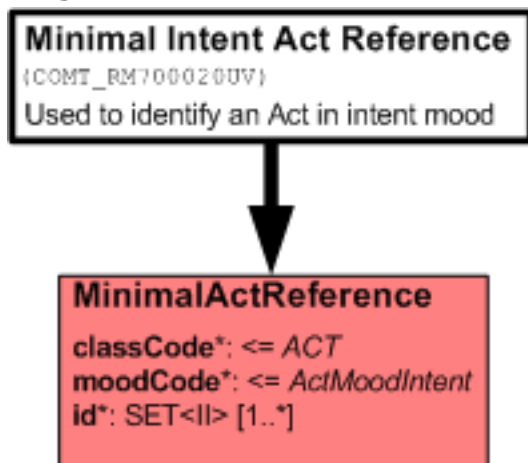 Minimal Intent Act Reference
(COMT_RM700020UV)
Used to identify an Act in intent mood
MinimalActReference
classCode*: <= ACT
moodCode*: <= ActMoodIntent
id*: SET<II> [1..*]